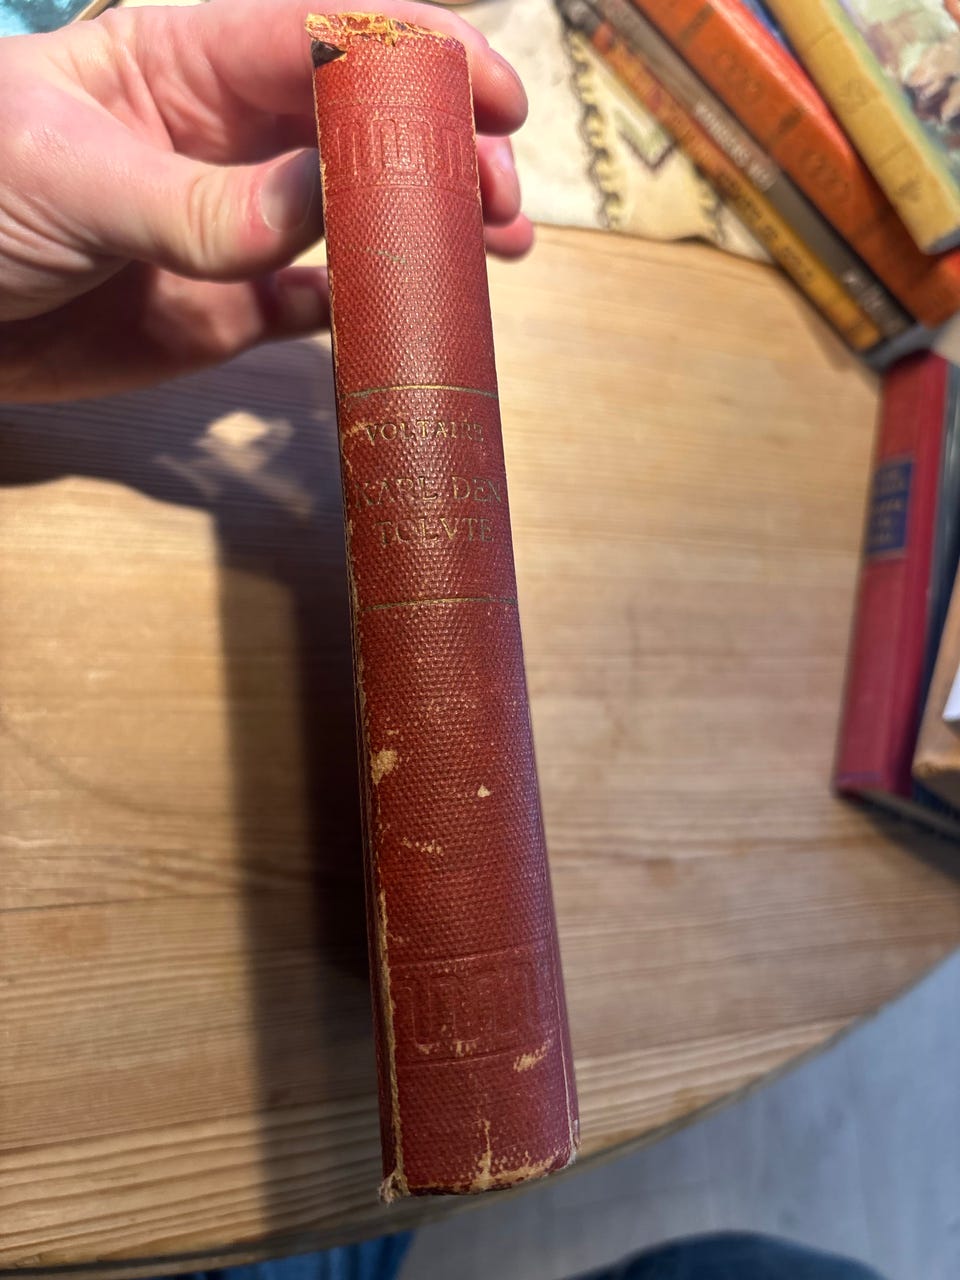 VOLTAIRE
KARL DEN
TOLVTE